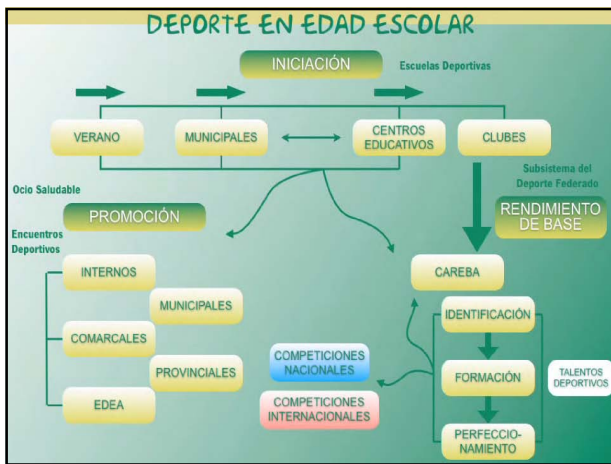 DEPORTE EN EDAD ESCOLAR
INICIACIÓN
Escuelas Deportivas
VERANO
MUNICIPALES
CENTROS
EDUCATIVOS
CLUBES
Subsistema del
Deporte Federado
Ocio Saludable
PROMOCIÓN
RENDIMIENTO
DE BASE
Encuentros
Deportivos
INTERNOS
MUNICIPALES
COMARCALES
PROVINCIALES
EDEA
CAREBA
IDENTIFICACIÓN
FORMACIÓN
PERFECCIO-
NAMIENTO
TALENTOS
DEPORTIVOS
COMPETICIONES
NACIONALES
COMPETICIONES
INTERNACIONALES